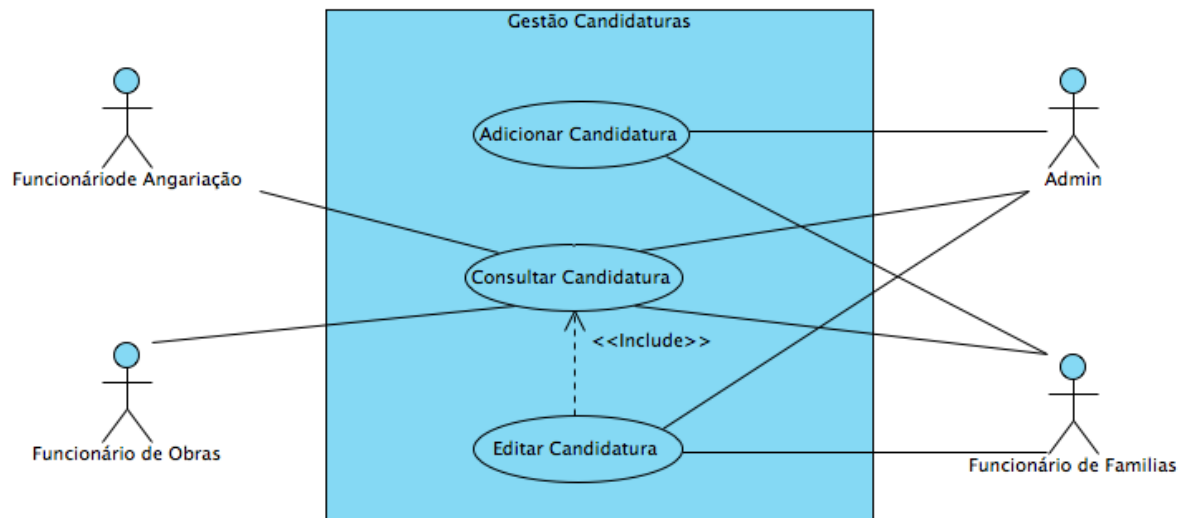 Gestão Candidaturas
Adicionar Candidatura
Funcionáriode Angariação
Admin
Consultar Candidatura
<<Include>>
Editar Candidatura
Funcionário de Obras
Funcionário de Familias